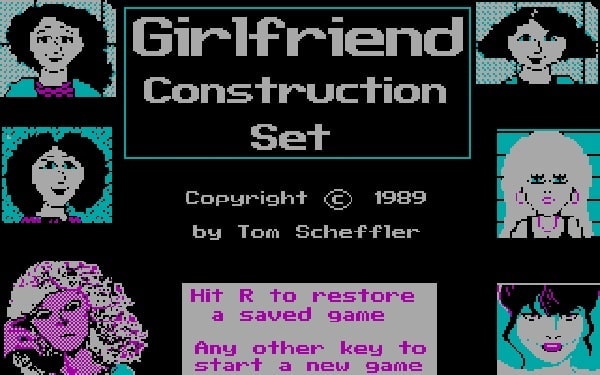 Girlfriend
Construction
Set
Copyright © 1989
by Tom Scheffler
Hit R to restore
a saved game
Any other key to
start a new game